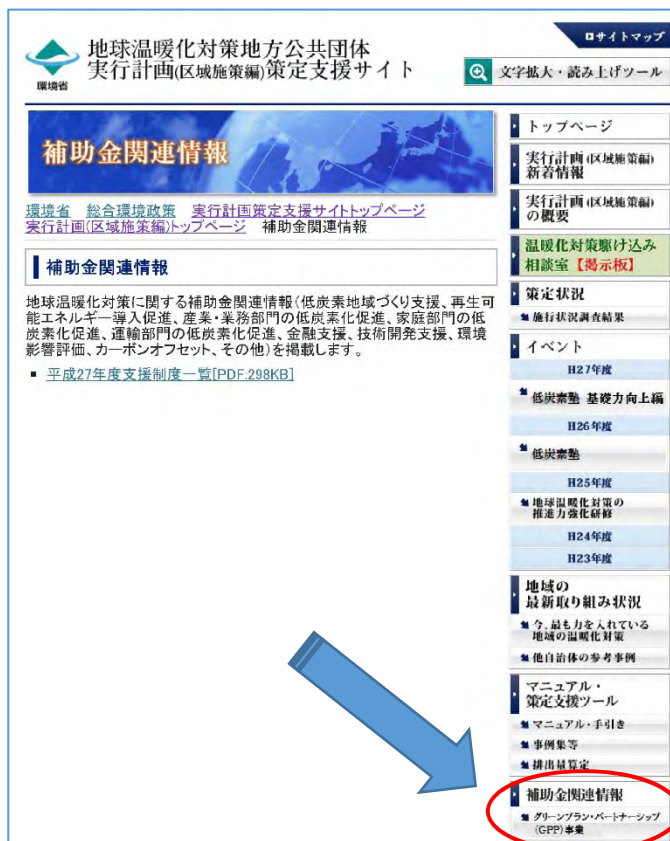 サイトマップ
環境省
地球温暖化対策地方公共団体
実行計画(区域施策編)策定支援サイト
文字拡大・読み上げツール
補助金関連情報
環境省 総合環境政策 実行計画策定支援サイトトップページ
実行計画(区域施策編)トップページ 補助金関連情報
補助金関連情報
地球温暖化対策に関する補助金関連情報(低炭素地域づくり支援、再生可
能エネルギー導入促進、産業・業務部門の低炭素化促進、家庭部門の低
炭素化促進、運輸部門の低炭素化促進、金融支援、技術開発支援、環境
影響評価、カーボンオフセット、その他)を掲載します。
平成27年度支援制度一覧[PDF:298KB]
トップページ
実行計画(区域施策編)
新着情報
実行計画(区域施策編)
の概要
温暖化対策駆け込み
相談室【掲示板】
策定状況
施行状況調査結果
イベント
H27年度
低炭素塾 基礎力向上編
H26年度
低炭素塾
H25年度
地球温暖化対策の
推進力強化研修
H24年度
H23年度
地域の
最新取り組み状況
今、最も力を入れている
地域の温暖化対策
他自治体の参考事例
マニュアル・
策定支援ツール
マニュアル・手引き
事例集等
排出量算定
補助金関連情報
グリーンプラン・パートナーシップ
(GPP)事業